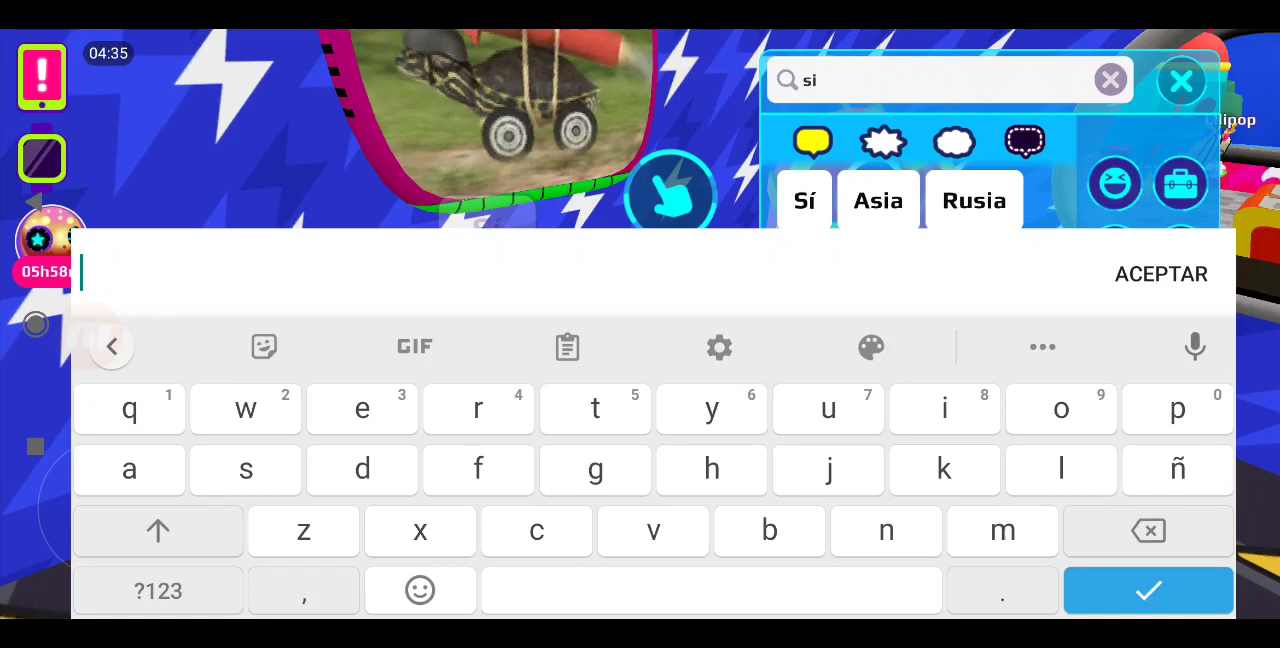 04:35
si
Sí
Asia
Rusia
05h58
ACEPTAR
GIF
q 1 w 2 e 3 r 4 t 5 y 6 u 7 i 8 o 9 p 0
a s d f g h j k l ñ
z x c v b n m
?123 , .